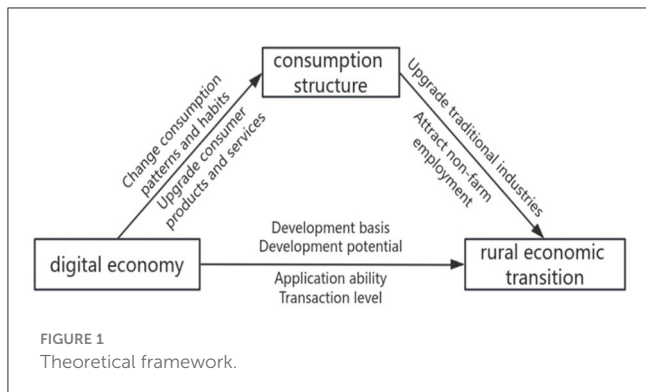 consumption
structure
Change consumption
patterns and habits
Upgrade consumer
products and services
Upgrade traditional industries
Attract non-farm
employment
Development basis
Development potential
digital economy
Application ability
Transaction level
rural economic
transition
FIGURE 1
Theoretical framework.